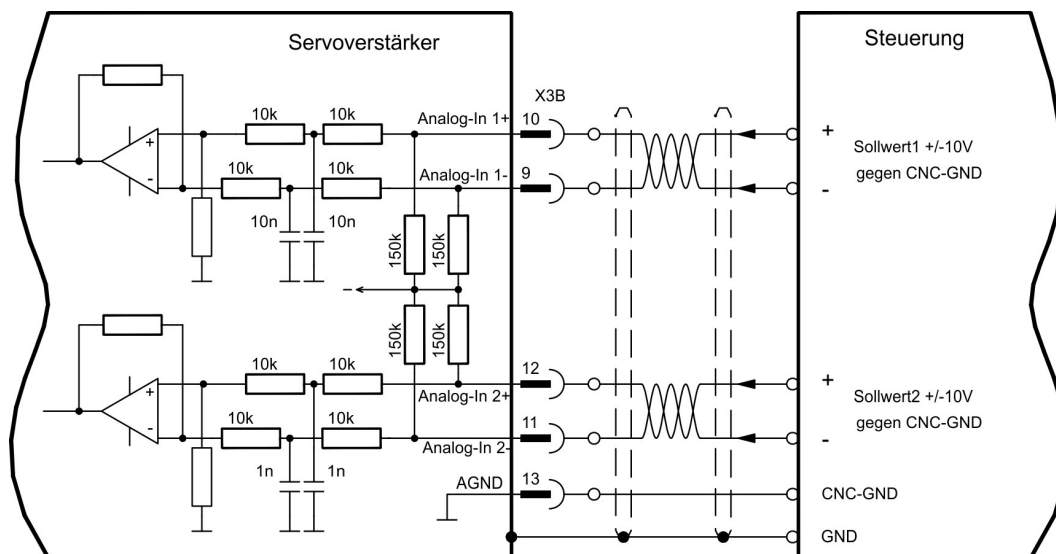 Servoverstärker
Steuerung
X3B
10k
10k
Analog-In 1+
10
+
-
10k
10k
Analog-In 1-
9
+
Sollwert1 +/-10V
gegen CNC-GND
-
10n
10n
150k
150k
-
150k
150k
10k
10k
12
Analog-In 2+
+
-
10k
10k
11
Analog-In 2-
+
Sollwert2 +/-10V
gegen CNC-GND
-
1n
1n
AGND
13
CNC-GND
GND